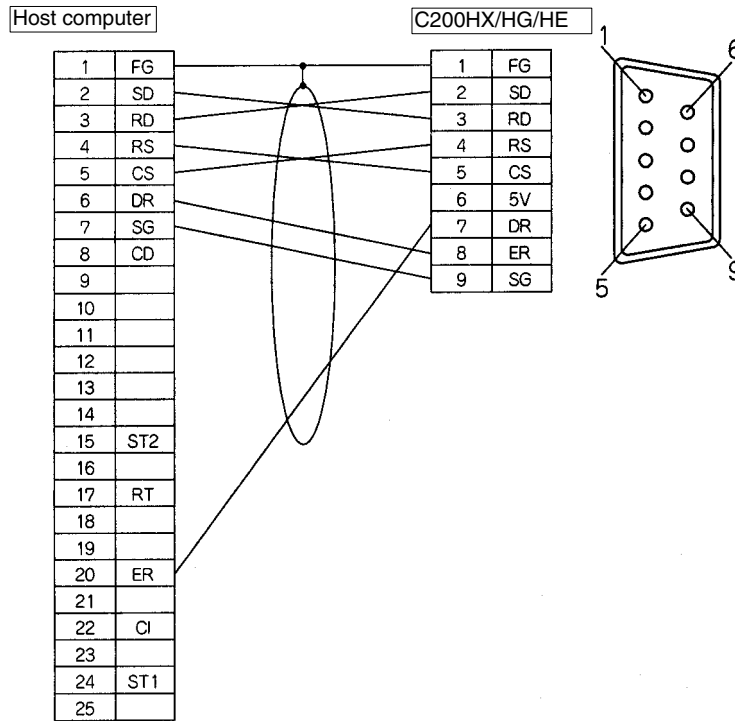 Host computer
C200HX/HG/HE
1 FG
2 SD
3 RD
4 RS
5 CS
6 DR
7 SG
8 CD
9
10
11
12
13
14
15 ST2
16
17 RT
18
19
20 ER
21
22 CI
23
24 ST1
25
1 FG
2 SD
3 RD
4 RS
5 CS
6 5V
7 DR
8 ER
9 SG
1
6
5
9